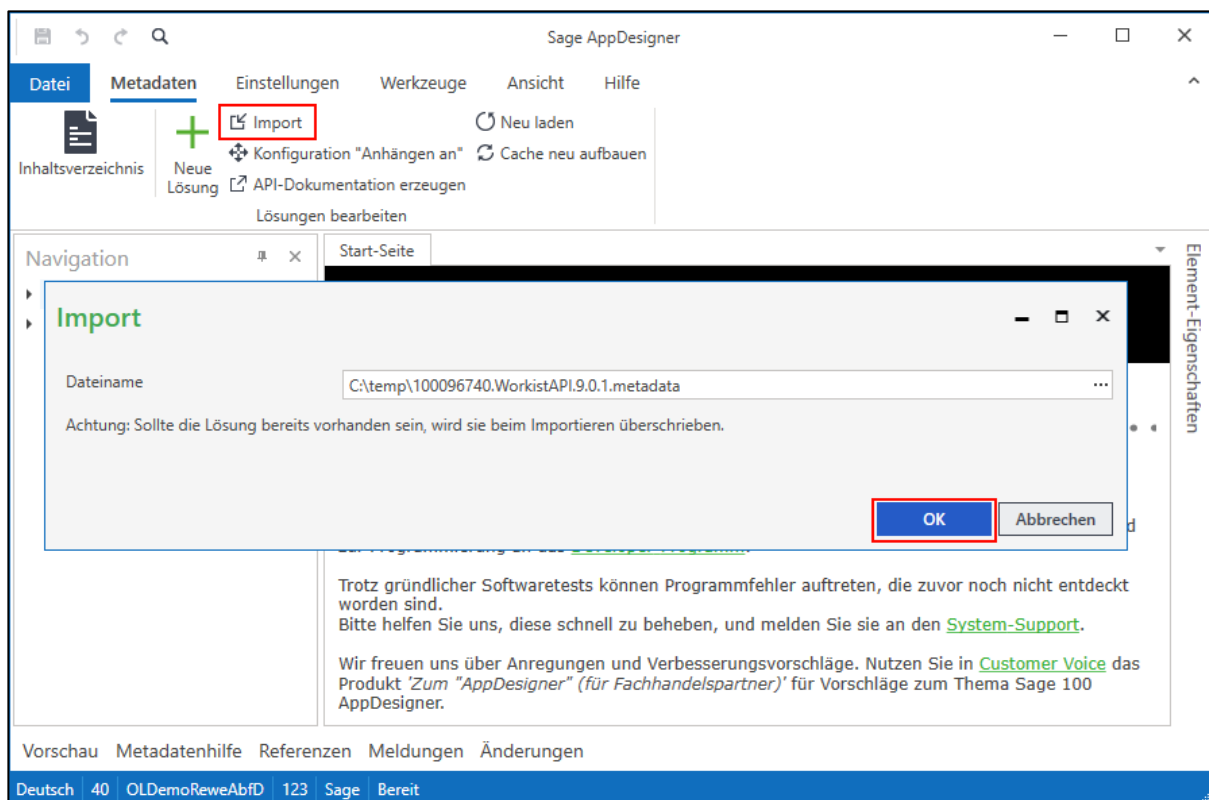 Sage AppDesigner
Datei Metadaten Einstellungen Werkzeuge Ansicht Hilfe
Inhaltsverzeichnis
Neue
Lösung
Import
Konfiguration "Anhängen an"
API-Dokumentation erzeugen
Neu laden
Cache neu aufbauen
Lösungen bearbeiten
Navigation
Start-Seite
Element-Eigenschaften
Import
Dateiname
C:\temp\100096740.WorkistAPI.9.0.1.metadata
...
Achtung: Sollte die Lösung bereits vorhanden sein, wird sie beim Importieren überschrieben.
OK
Abbrechen
Trotz gründlicher Softwaretests können Programmfehler auftreten, die zuvor noch nicht entdeckt
worden sind.
Bitte helfen Sie uns, diese schnell zu beheben, und melden Sie sie an den System-Support.
Wir freuen uns über Anregungen und Verbesserungsvorschläge. Nutzen Sie in Customer Voice das
Produkt 'Zum "AppDesigner" (für Fachhandelspartner)' für Vorschläge zum Thema Sage 100
AppDesigner.
Vorschau Metadatenhilfe Referenzen Meldungen Änderungen
Deutsch 40 OLDemoReweAbfD 123 Sage Bereit